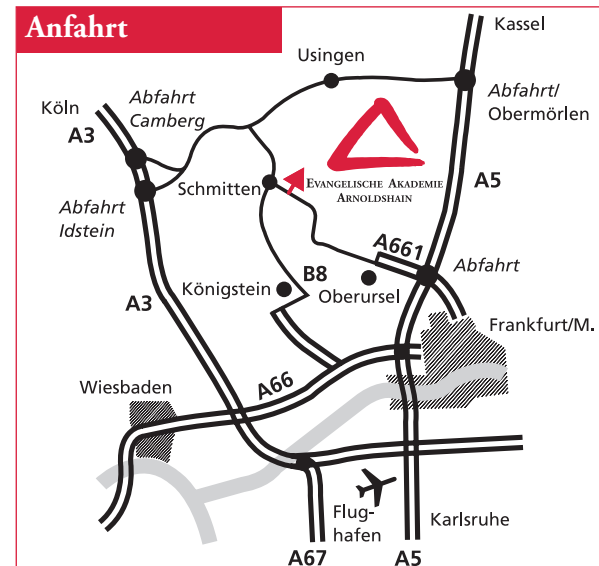 Anfahrt
Kassel
Usingen
Köln
Abfahrt
Camberg
Abfahrt/
Obermörlen
A3
A5
Schmitten
EVANGELISCHE AKADEMIE
ARNOLDSHAIN
Abfahrt
Idstein
A661
Abfahrt
B8
A3
Königstein
Oberursel
Frankfurt/M.
Wiesbaden
A66
Flug-
hafen
Karlsruhe
A67
A5